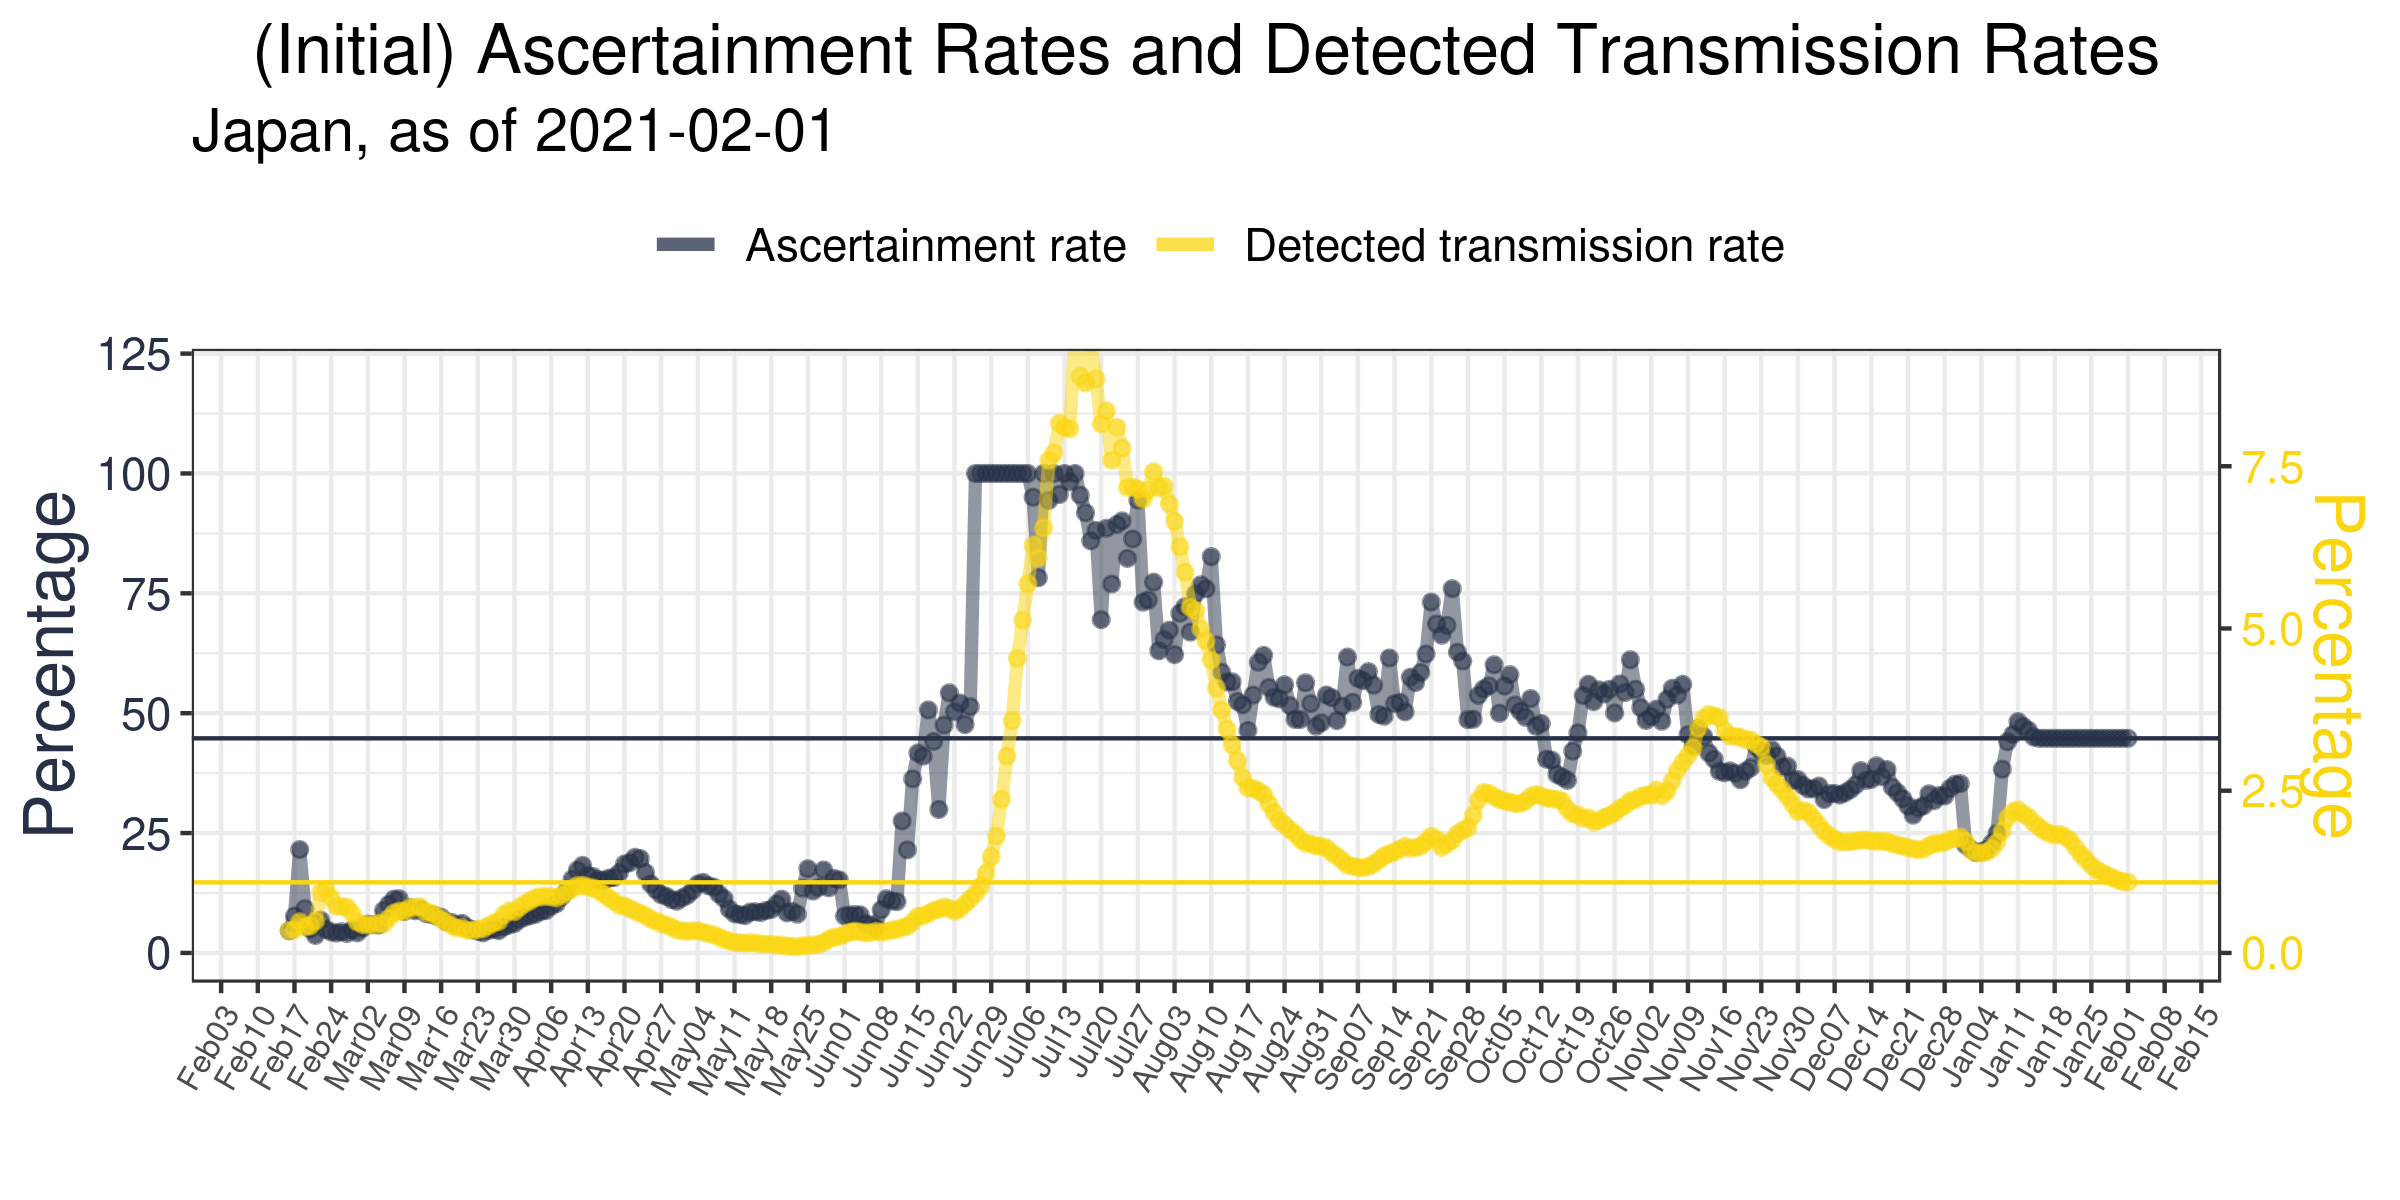 (Initial) Ascertainment Rates and Detected Transmission Rates
Japan, as of 2021-02-01
Ascertainment rate
Detected transmission rate
Percentage
125
100
75
50
25
0
7.5
5.0
2.5
0.0
Percentage
Feb03
Feb10
Feb17
Feb24
Mar02
Mar09
Mar16
Mar23
Mar30
Apr06
Apr13
Apr20
Apr27
May04
May11
May18
May25
Jun01
Jun08
Jun15
Jun22
Jun29
Jul06
Jul13
Jul20
Jul27
Aug03
Aug10
Aug17
Aug24
Aug31
Sep07
Sep14
Sep21
Sep28
Oct05
Oct12
Oct19
Oct26
Nov02
Nov09
Nov16
Nov23
Nov30
Dec07
Dec14
Dec21
Dec28
Jan04
Jan11
Jan18
Jan25
Feb01
Feb08
Feb15